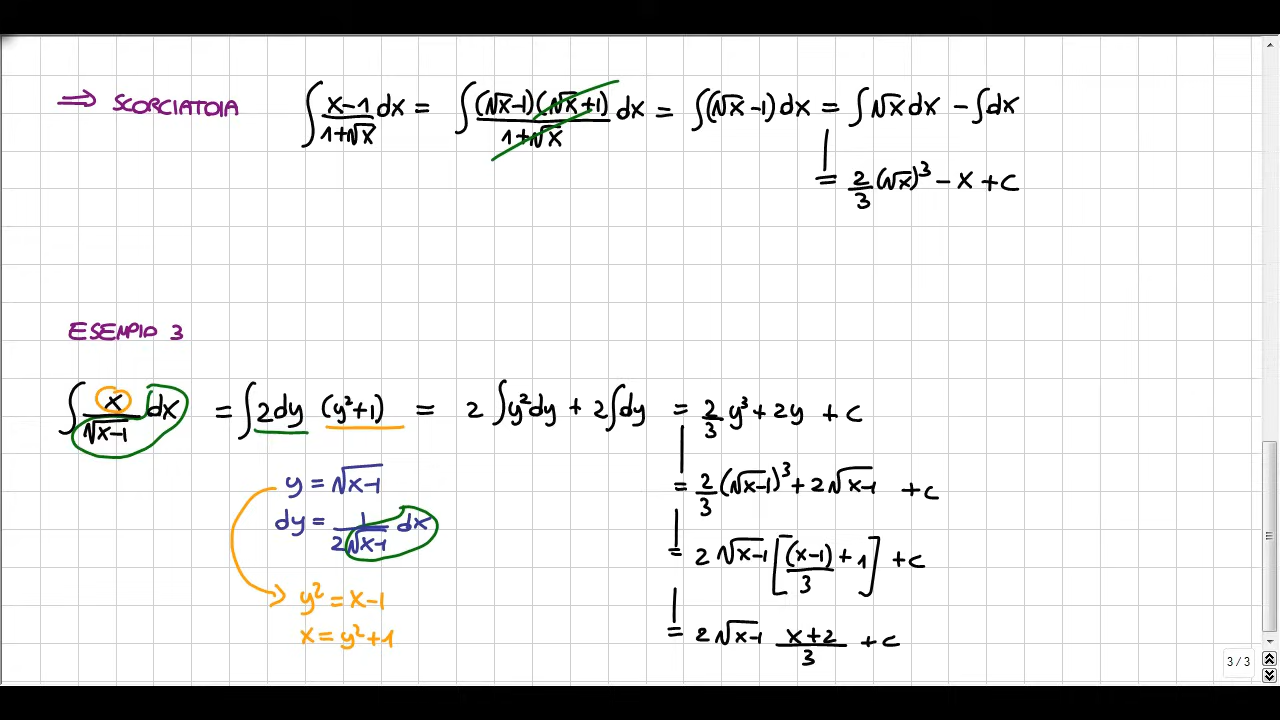 ⇒ SCORCIATOIA ∫ (x-1)/(1+√x) dx = ∫ ((√x-1)(√x+1))/(1+√x) dx = ∫(√x-1)dx = ∫√x dx - ∫dx
= 2/3 (√x)³ - x + c
ESEMPIO 3
∫ x/√(x-1) dx = ∫2dy (y²+1) = 2∫y²dy + 2∫dy = 2/3 y³ + 2y + c
y = √(x-1)
= 2/3 (√(x-1))³ + 2√(x-1) + c
dy = 1/(2√(x-1)) dx
= 2√(x-1) [(x-1)/3 + 1] + c
y² = x-1
x = y²+1
= 2√(x-1) (x+2)/3 + c
3/3